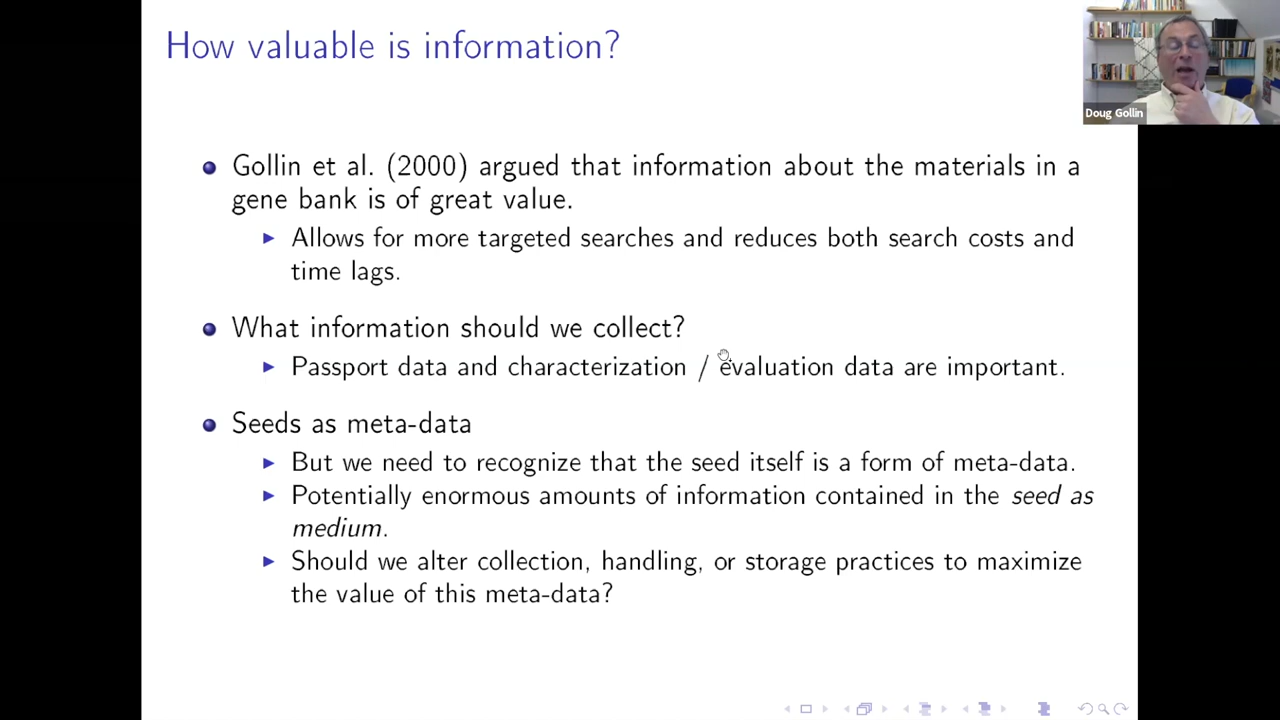 How valuable is information?
Doug Gollin
Gollin et al. (2000) argued that information about the materials in a
gene bank is of great value.
Allows for more targeted searches and reduces both search costs and
time lags.
What information should we collect?
Passport data and characterization / evaluation data are important.
Seeds as meta-data
But we need to recognize that the seed itself is a form of meta-data.
Potentially enormous amounts of information contained in the seed as
medium.
Should we alter collection, handling, or storage practices to maximize
the value of this meta-data?